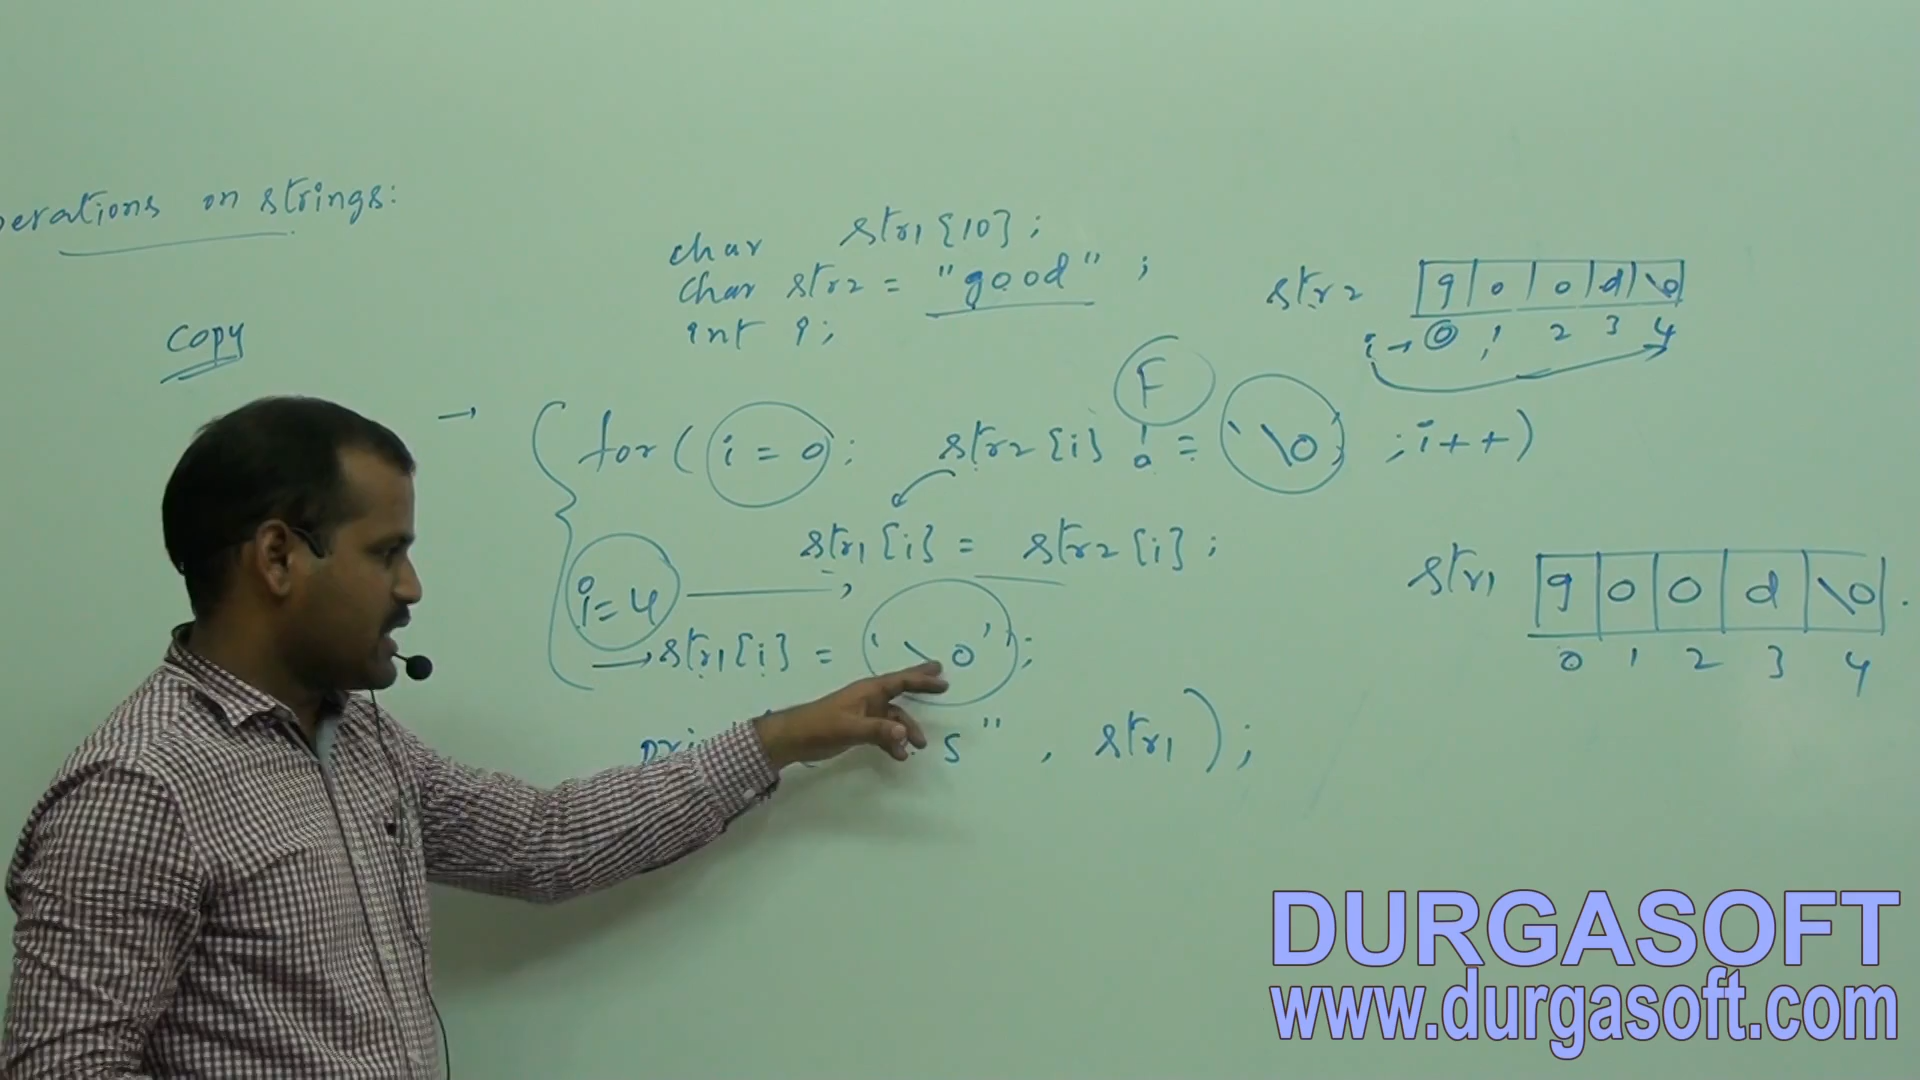 perations on strings:
copy
char str1[10];
char str2 = "good";
int i;
str2 g o o d \0
i → 0 1 2 3 4
F
→ for(i = 0; str2[i] != '\0'; ;i++)
str1[i] = str2[i];
i=4
→ str1[i] = '\0';
s", str1);
str1 g o o d \0
0 1 2 3 4
DURGASOFT
www.durgasoft.com